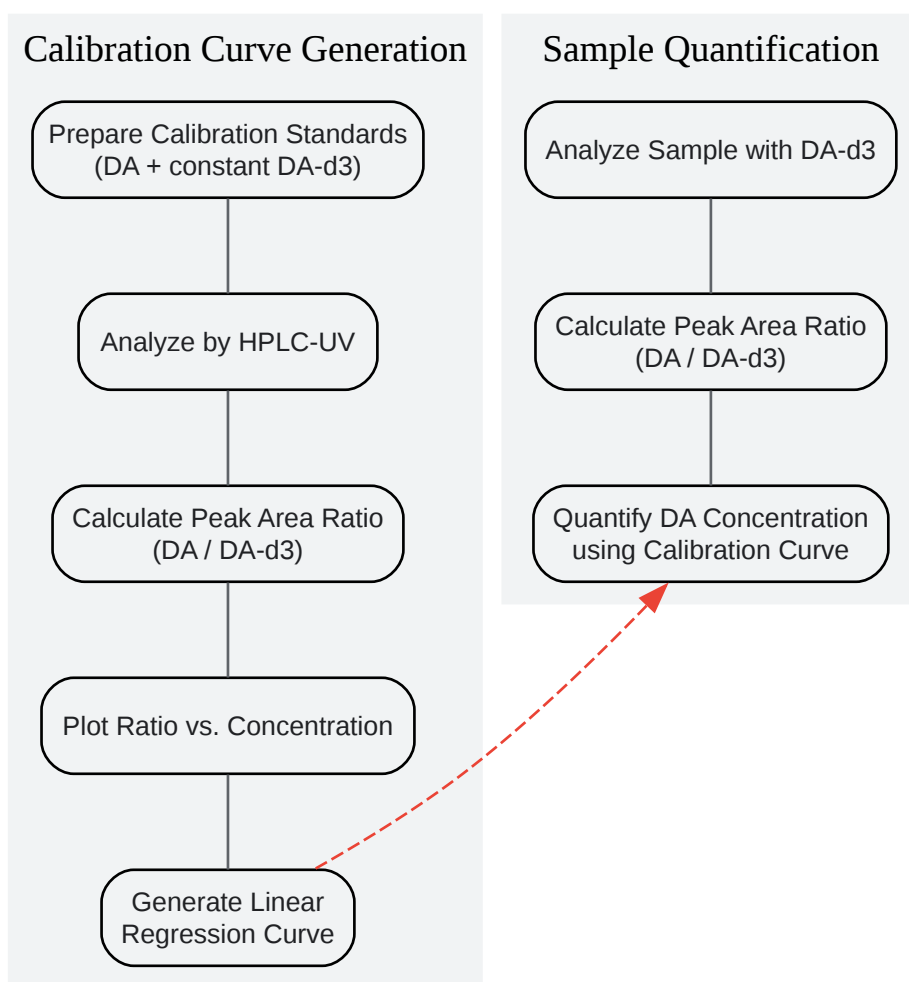 Calibration Curve Generation
Prepare Calibration Standards
(DA + constant DA-d3)
Analyze by HPLC-UV
Calculate Peak Area Ratio
(DA / DA-d3)
Plot Ratio vs. Concentration
Generate Linear
Regression Curve
Sample Quantification
Analyze Sample with DA-d3
Calculate Peak Area Ratio
(DA / DA-d3)
Quantify DA Concentration
using Calibration Curve